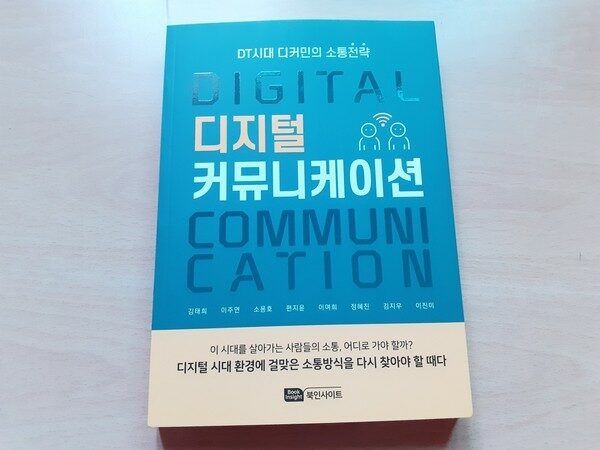 DT시대 디커민의 소통전략
DIGITAL
디지털
커뮤니케이션
COMMUNI
CATION
김태희 이주연 소용호 편지윤 이여희 정혜진 김지우 이진미
이 시대를 살아가는 사람들의 소통, 어디로 가야 할까?
디지털 시대 환경에 걸맞은 소통방식을 다시 찾아야 할 때다
Book
Insight 북인사이트